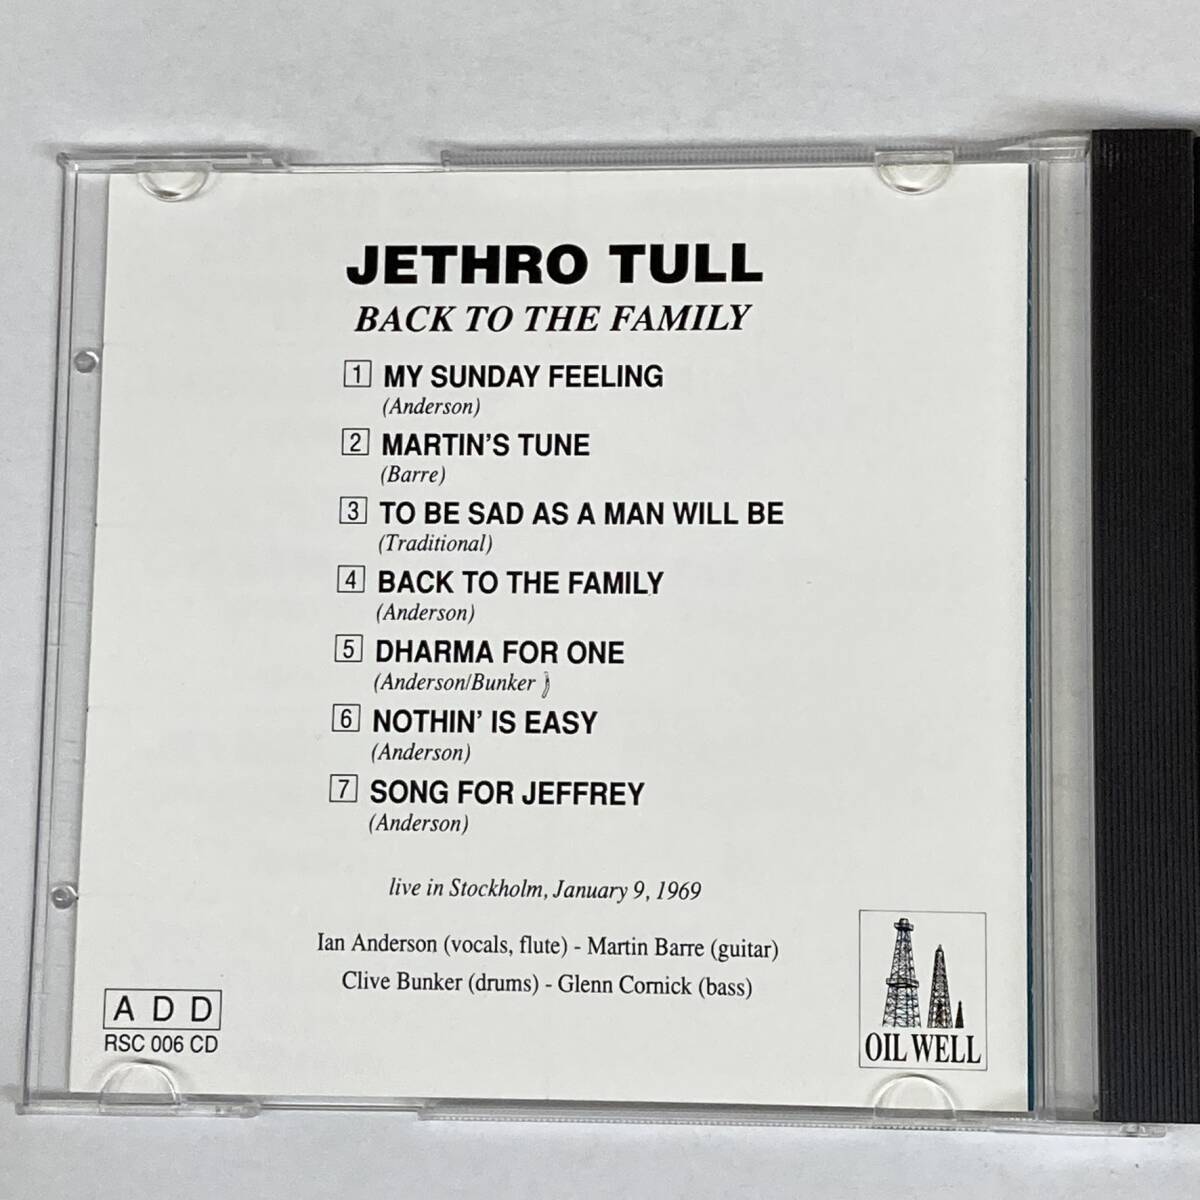 JETHRO TULL
BACK TO THE FAMILY
1 MY SUNDAY FEELING
(Anderson)
2 MARTIN'S TUNE
(Barre)
3 TO BE SAD AS A MAN WILL BE
(Traditional)
4 BACK TO THE FAMILY
(Anderson)
5 DHARMA FOR ONE
(Anderson/Bunker )
6 NOTHIN' IS EASY
(Anderson)
7 SONG FOR JEFFREY
(Anderson)
live in Stockholm, January 9, 1969
Ian Anderson (vocals, flute) - Martin Barre (guitar)
Clive Bunker (drums) - Glenn Cornick (bass)
A D D
RSC 006 CD
OIL WELL